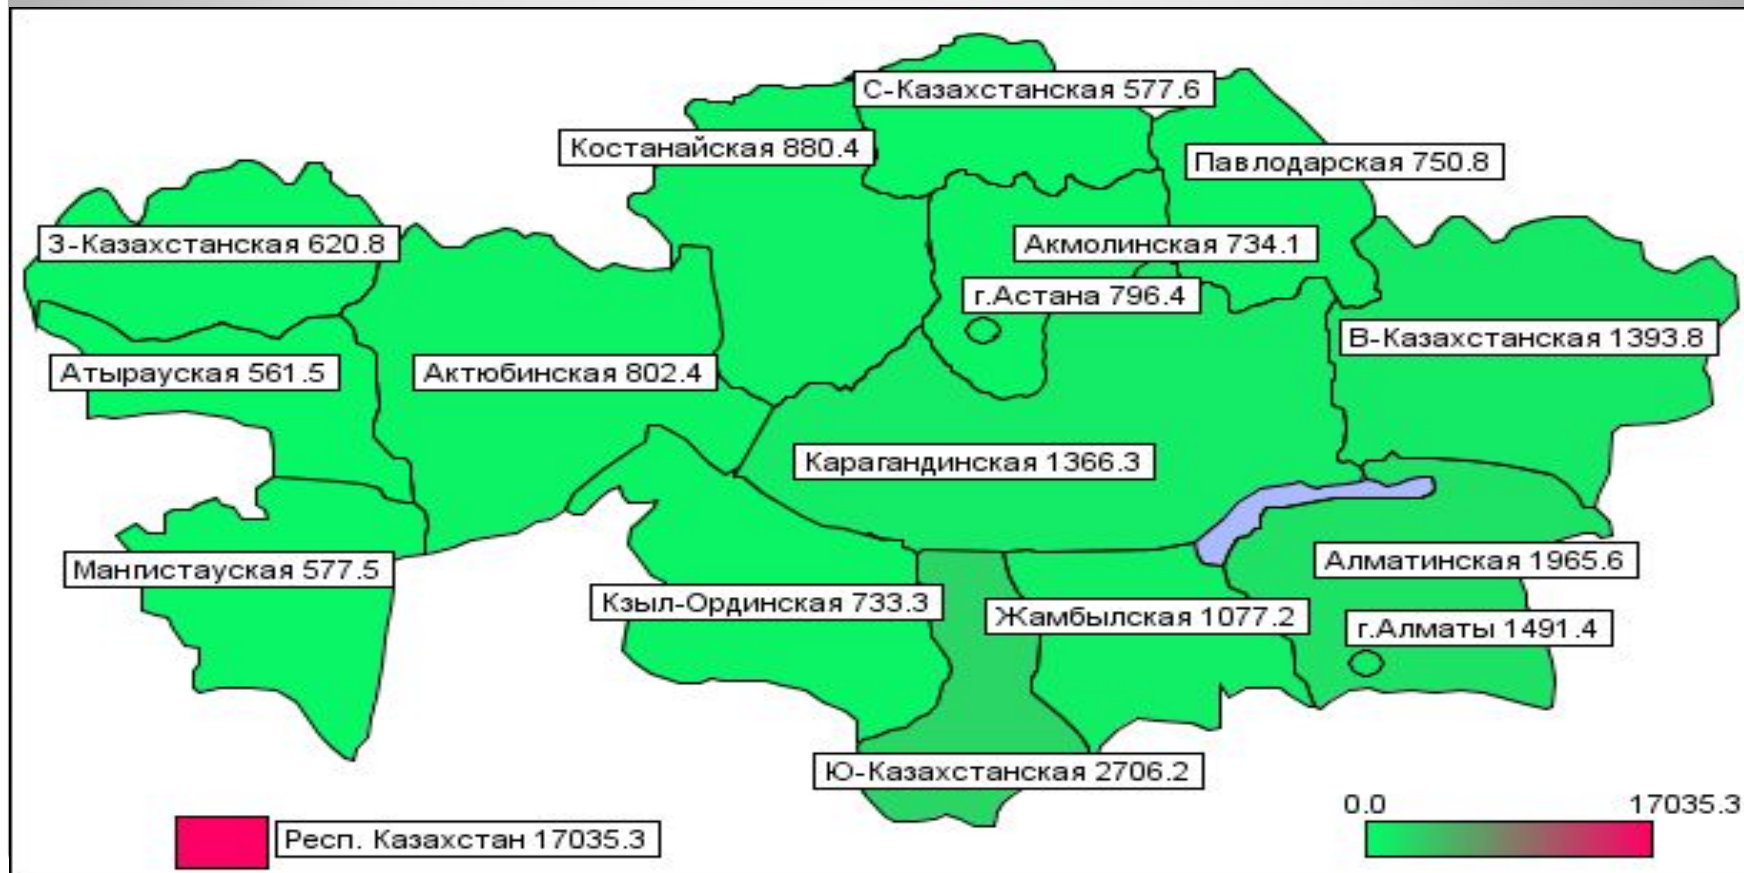 С-Казахстанская 577.6
Костанайская 880.4
Павлодарская 750.8
З-Казахстанская 620.8
Акмолинская 734.1
г.Астана 796.4
В-Казахстанская 1393.8
Атырауская 561.5
Актюбинская 802.4
Карагандинская 1366.3
Мангистауская 577.5
Алматинская 1965.6
Кзыл-Ординская 733.3
Жамбылская 1077.2
г.Алматы 1491.4
Ю-Казахстанская 2706.2
0.0 17035.3
Респ. Казахстан 17035.3